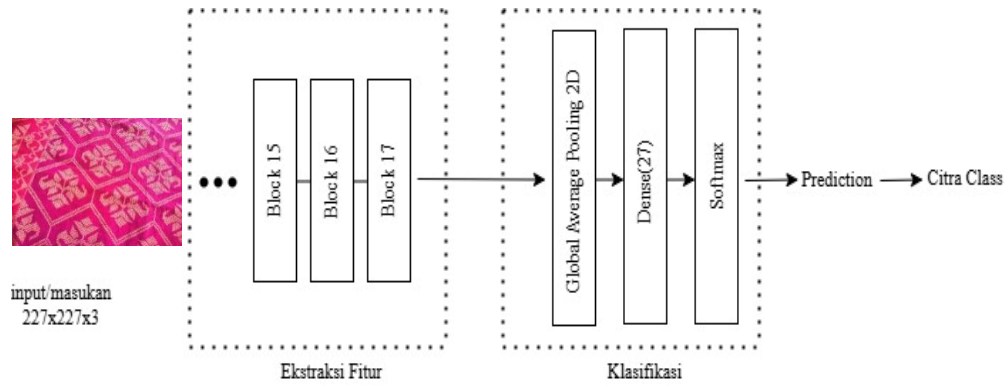 input/masukan
227x227x3
Block 15
Block 16
Block 17
Ekstraksi Fitur
Global Average Pooling 2D
Dense(27)
Softmax
Klasifikasi
Prediction
Citra Class